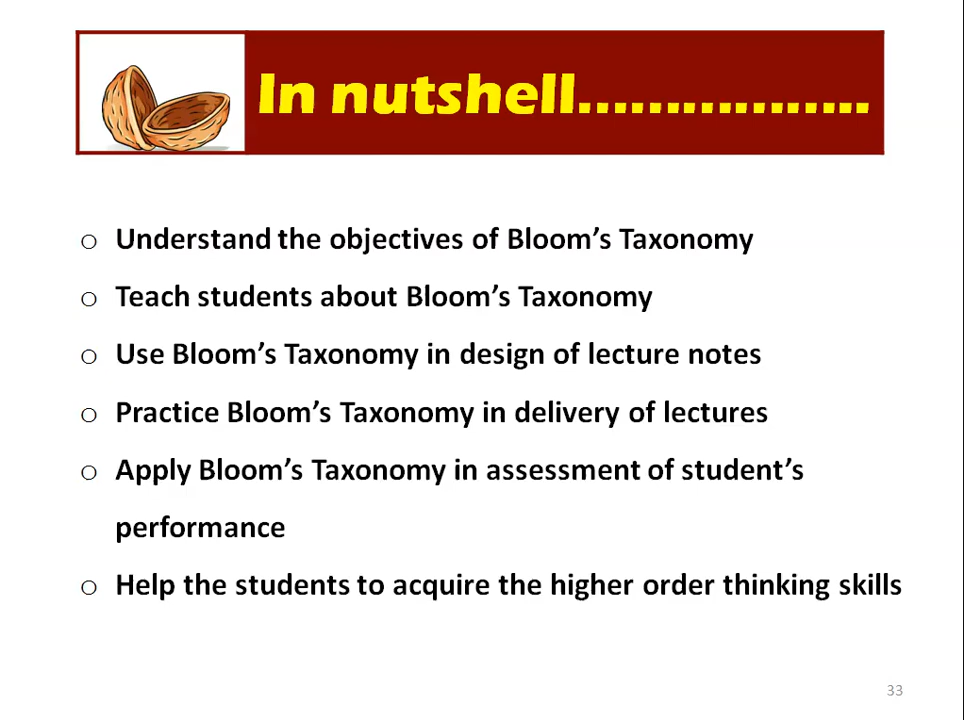 In nutshell.................
o Understand the objectives of Bloom’s Taxonomy
o Teach students about Bloom’s Taxonomy
o Use Bloom’s Taxonomy in design of lecture notes
o Practice Bloom’s Taxonomy in delivery of lectures
o Apply Bloom’s Taxonomy in assessment of student’s
performance
o Help the students to acquire the higher order thinking skills
33